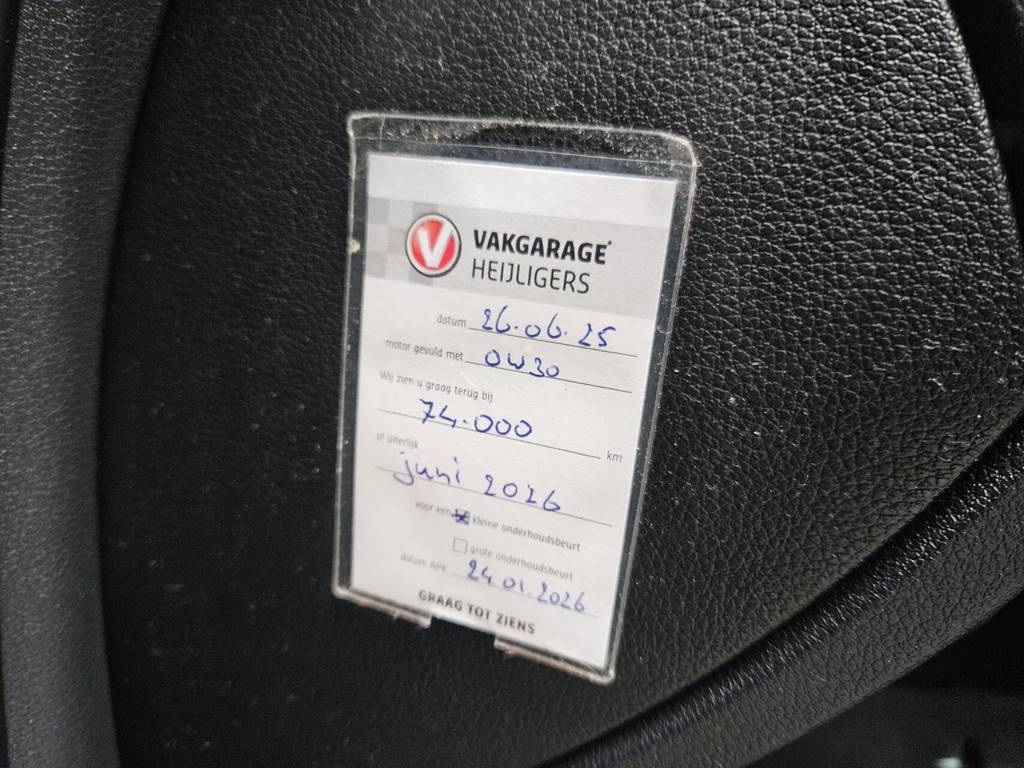 V VAKGARAGE
HEIJLIGERS
datum 26.06.25
motor gevuld met 0W30
Wij zien u graag terug bij
74.000 km
of uiterlijk
juni 2026
voor een kleine onderhoudsbeurt
grote onderhoudsbeurt
datum APK 24.01.2026
GRAAG TOT ZIENS